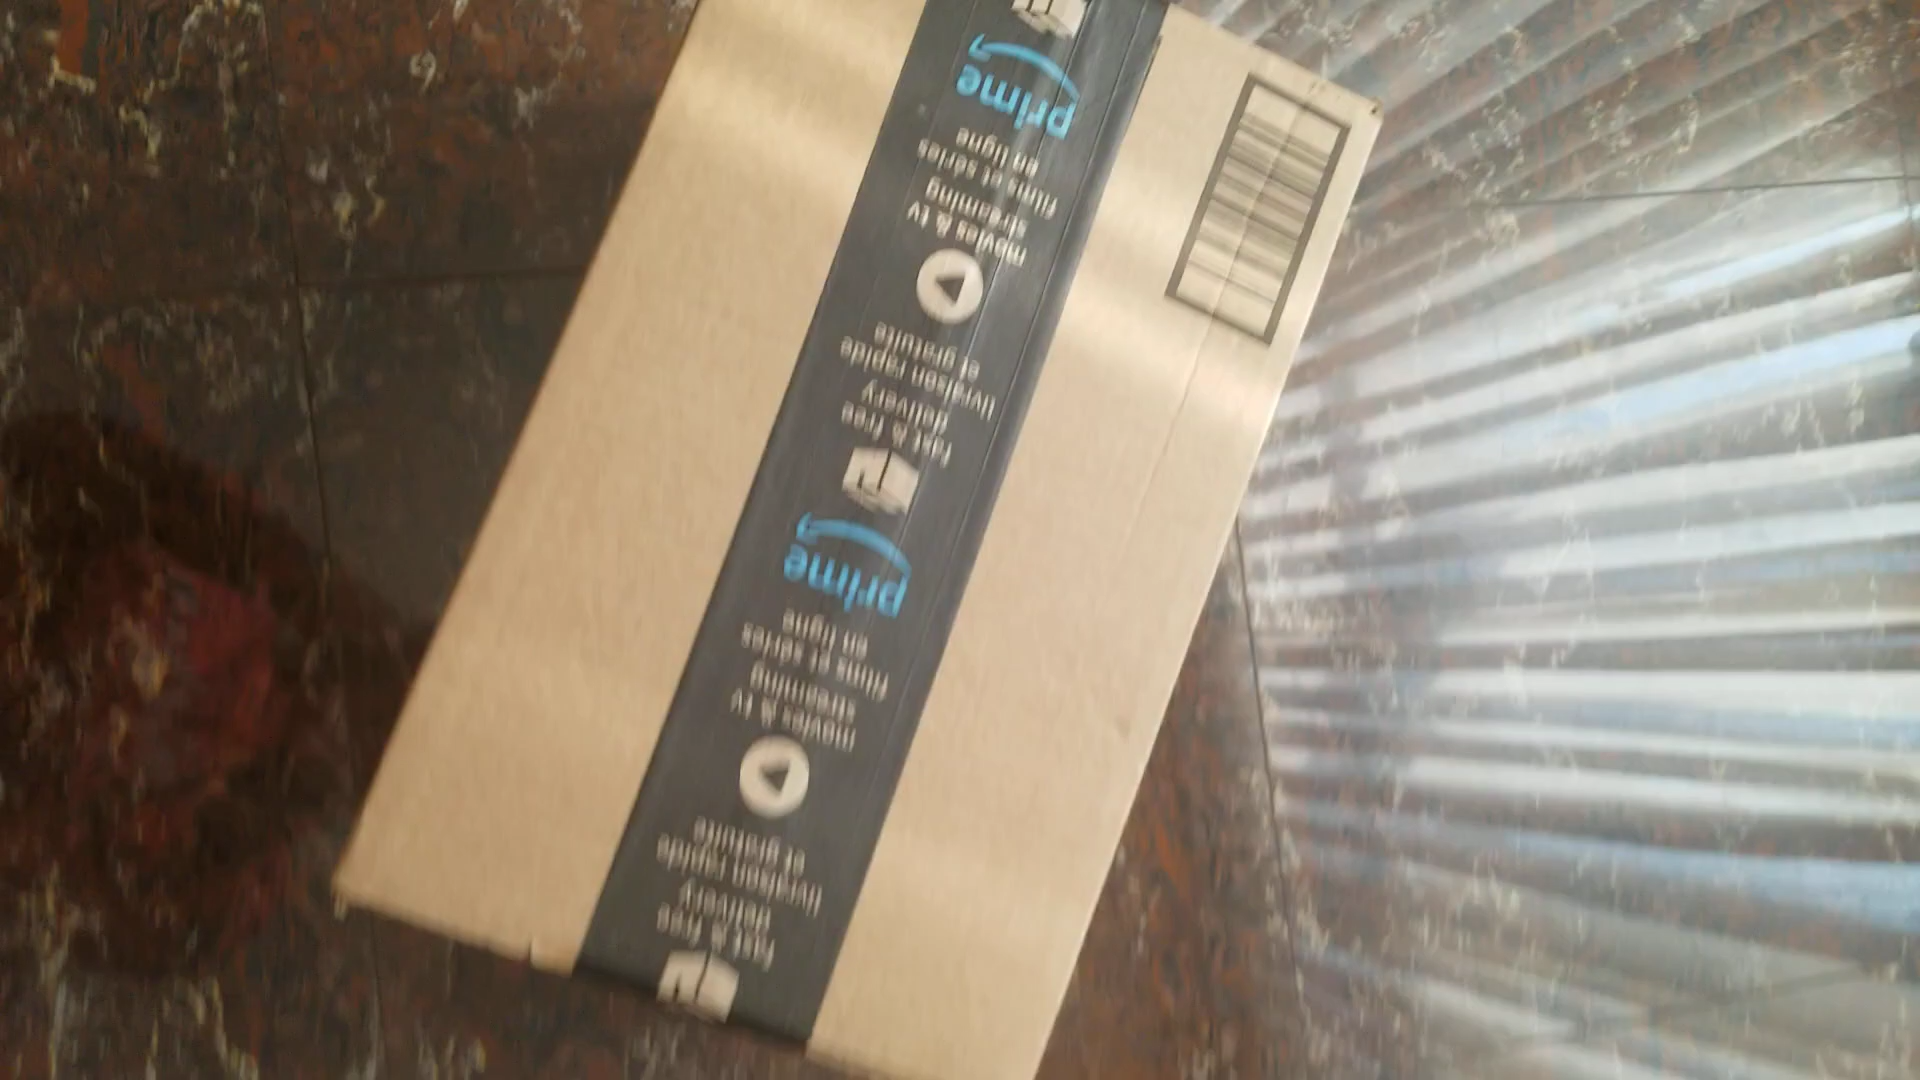 prime
fast & free
delivery
livraison rapide
et gratuite
movies & tv
streaming
films et séries
en ligne
prime
fast & free
delivery
livraison rapide
et gratuite
movies & tv
streaming
films et séries
en ligne